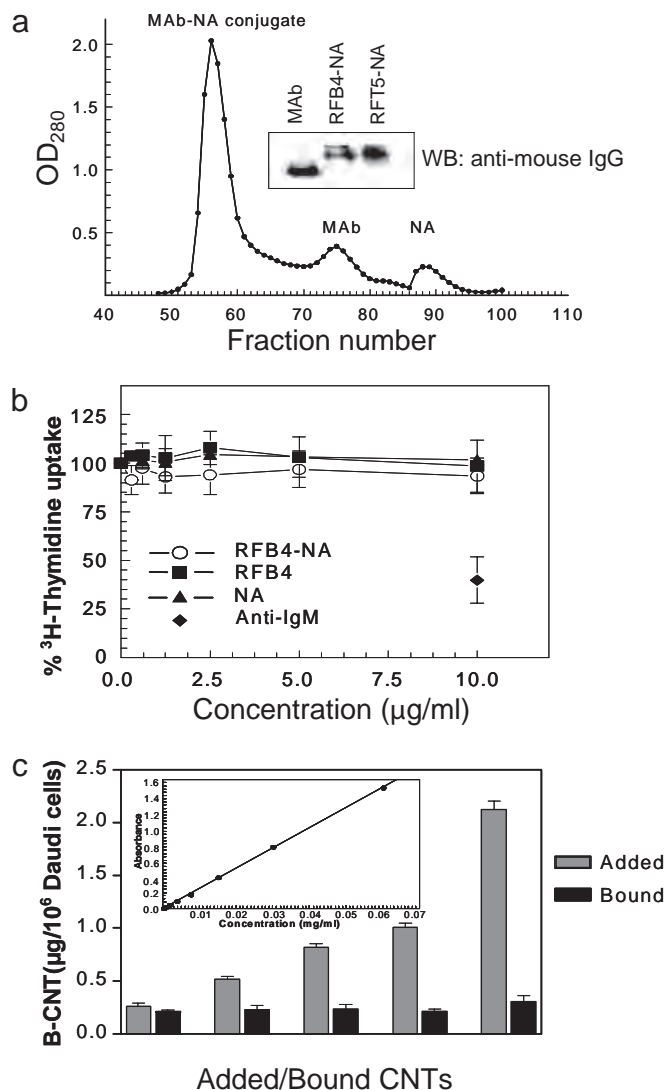 a
MAb-NA conjugate
2.0
1.5
1.0
0.5
OD280
MAb
RFB4-NA
RFT5-NA
WB: anti-mouse IgG
MAb
NA
40 50 60 70 80 90 100 110
Fraction number
b
125
100
75
50
25
0
% ³H-Thymidine uptake
RFB4-NA
RFB4
NA
Anti-IgM
0.0 2.5 5.0 7.5 10.0
Concentration (µg/ml)
c
2.5
2.0
1.5
1.0
0.5
0.0
B-CNT(µg/10⁶ Daudi cells)
1.6
1.4
1.2
1.0
0.8
0.6
0.4
0.2
0.0
Absorbance
0.01 0.02 0.03 0.04 0.05 0.06 0.07
Concentration (mg/ml)
Added
Bound
Added/Bound CNTs